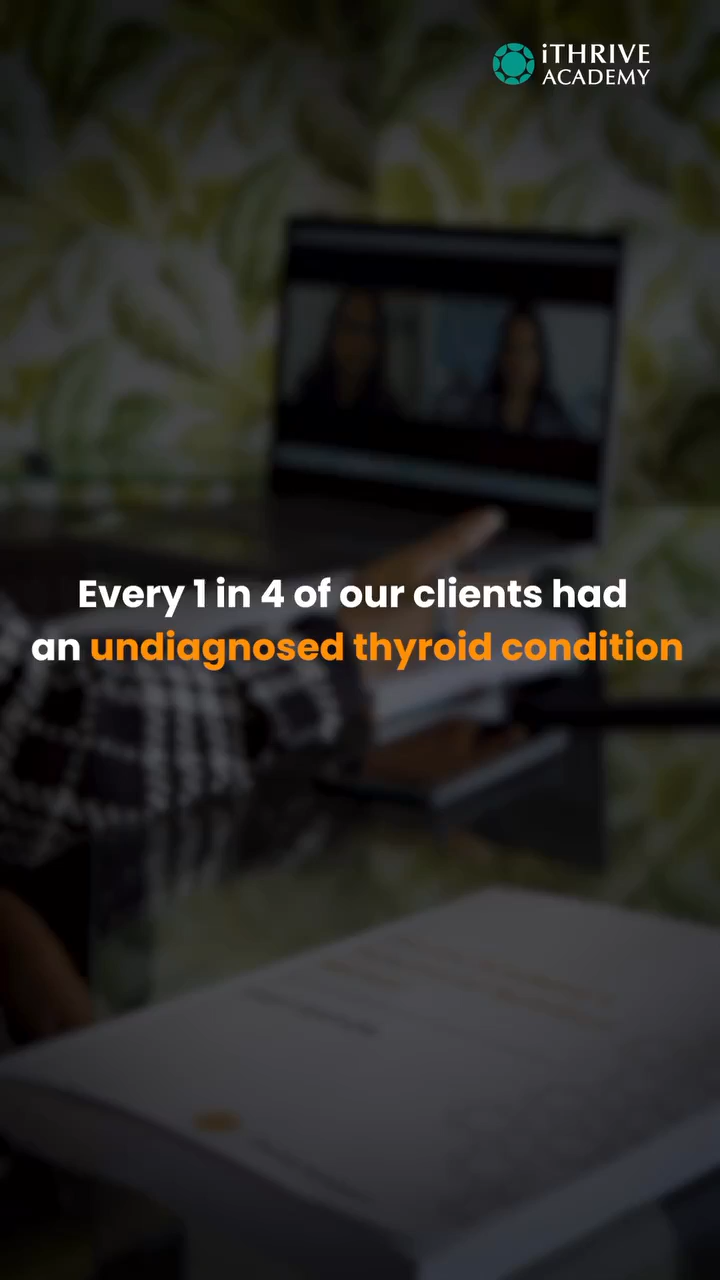 iTHRIVE
ACADEMY
Every 1 in 4 of our clients had
an undiagnosed thyroid condition